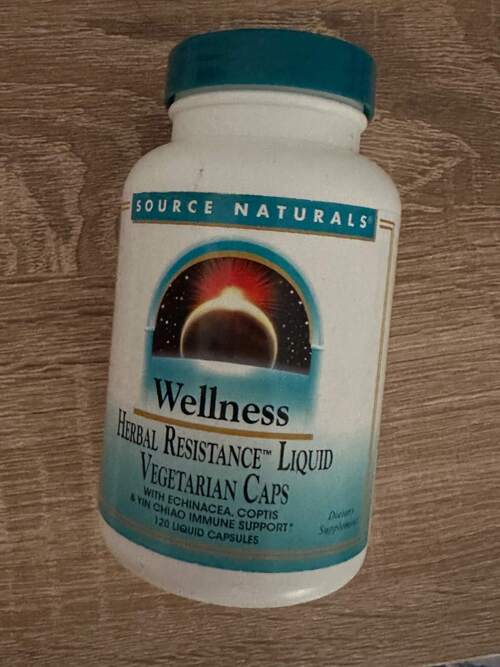 SOURCE NATURALS®
Wellness
HERBAL RESISTANCE™ LIQUID
VEGETARIAN CAPS
WITH ECHINACEA, COPTIS
& YIN CHIAO IMMUNE SUPPORT*
120 LIQUID CAPSULES
Dietary
Supplement